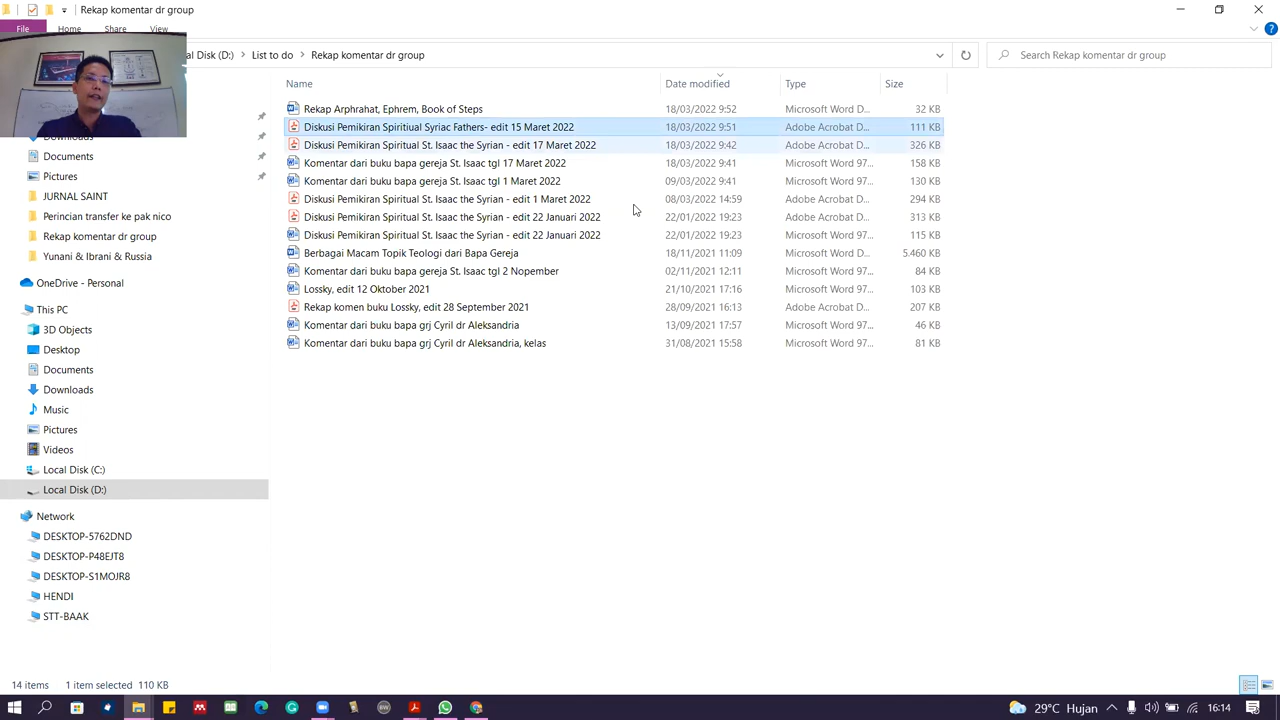 Rekap komentar dr group
File Home Share View
al Disk (D:) > List to do > Rekap komentar dr group
Search Rekap komentar dr group
Name Date modified Type Size
Rekap Arphrahat, Ephrem, Book of Steps 18/03/2022 9:52 Microsoft Word D... 32 KB
Diskusi Pemikiran Spiritual Syriac Fathers- edit 15 Maret 2022 18/03/2022 9:51 Adobe Acrobat D... 111 KB
Diskusi Pemikiran Spiritual St. Isaac the Syrian - edit 17 Maret 2022 18/03/2022 9:42 Adobe Acrobat D... 326 KB
Komentar dari buku bapa gereja St. Isaac tgl 17 Maret 2022 18/03/2022 9:41 Microsoft Word 97... 158 KB
Komentar dari buku bapa gereja St. Isaac tgl 1 Maret 2022 09/03/2022 9:41 Microsoft Word 97... 130 KB
Diskusi Pemikiran Spiritual St. Isaac the Syrian - edit 1 Maret 2022 08/03/2022 14:59 Adobe Acrobat D... 294 KB
Diskusi Pemikiran Spiritual St. Isaac the Syrian - edit 22 Januari 2022 22/01/2022 19:23 Adobe Acrobat D... 313 KB
Diskusi Pemikiran Spiritual St. Isaac the Syrian - edit 22 Januari 2022 22/01/2022 19:23 Microsoft Word 97... 115 KB
Berbagai Macam Topik Teologi dari Bapa Gereja 18/11/2021 11:09 Microsoft Word D... 5.460 KB
Komentar dari buku bapa gereja St. Isaac tgl 2 Nopember 02/11/2021 12:11 Microsoft Word 97... 84 KB
Lossky, edit 12 Oktober 2021 21/10/2021 17:16 Microsoft Word 97... 103 KB
Rekap komen buku Lossky, edit 28 September 2021 28/09/2021 16:13 Adobe Acrobat D... 207 KB
Komentar dari buku bapa grj Cyril dr Aleksandria 13/09/2021 17:57 Microsoft Word 97... 46 KB
Komentar dari buku bapa grj Cyril dr Aleksandria, kelas 31/08/2021 15:58 Microsoft Word 97... 81 KB
Downloads
Documents
Pictures
JURNAL SAINT
Perincian transfer ke pak nico
Rekap komentar dr group
Yunani & Ibrani & Russia
OneDrive - Personal
This PC
3D Objects
Desktop
Documents
Downloads
Music
Pictures
Videos
Local Disk (C:)
Local Disk (D:)
Network
DESKTOP-5762DND
DESKTOP-P48EJT8
DESKTOP-S1MOJR8
HENDI
STT-BAAK
14 items 1 item selected 110 KB
29°C Hujan 16:14